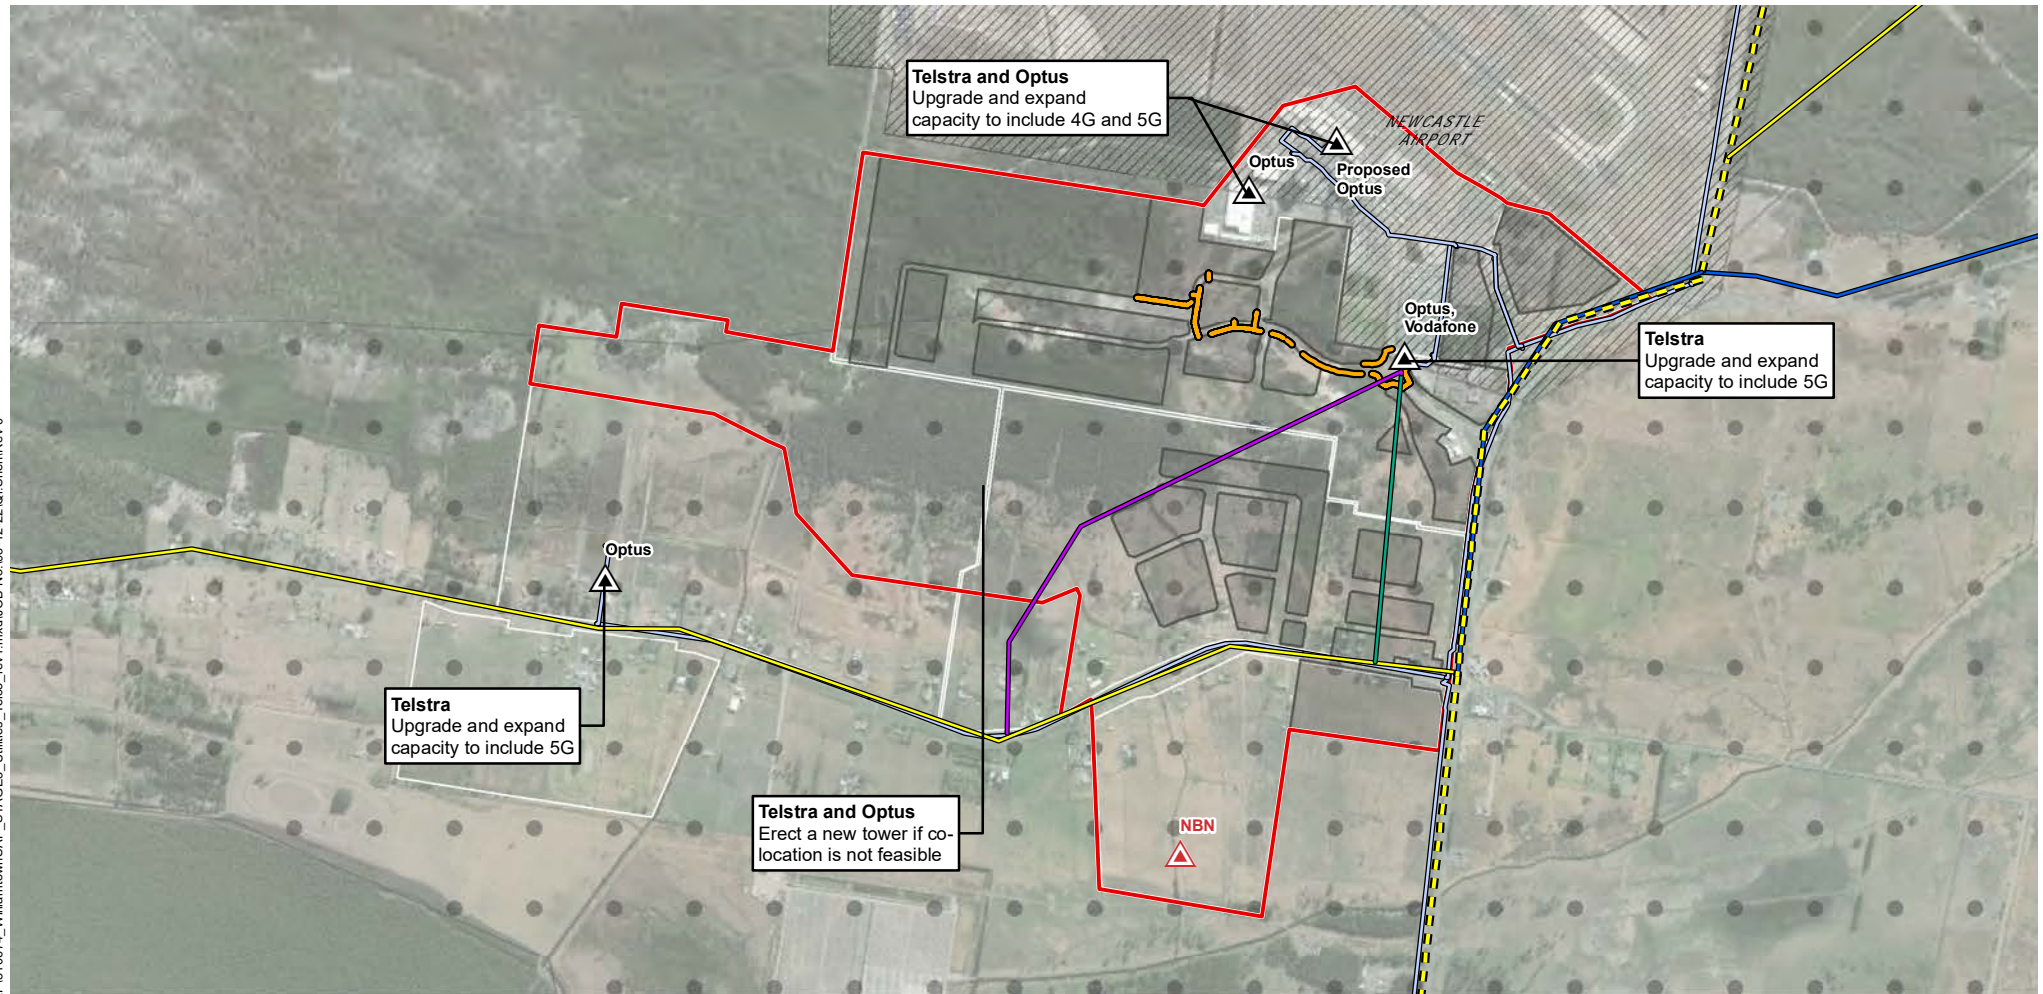 Telstra and Optus
Upgrade and expand
capacity to include 4G and 5G
NEWCASTLE
AIRPORT
Optus
Proposed
Optus
Optus,
Vodafone
Telstra
Upgrade and expand
capacity to include 5G
Optus
Telstra
Upgrade and expand
capacity to include 5G
Telstra and Optus
Erect a new tower if co-
location is not feasible
NBN